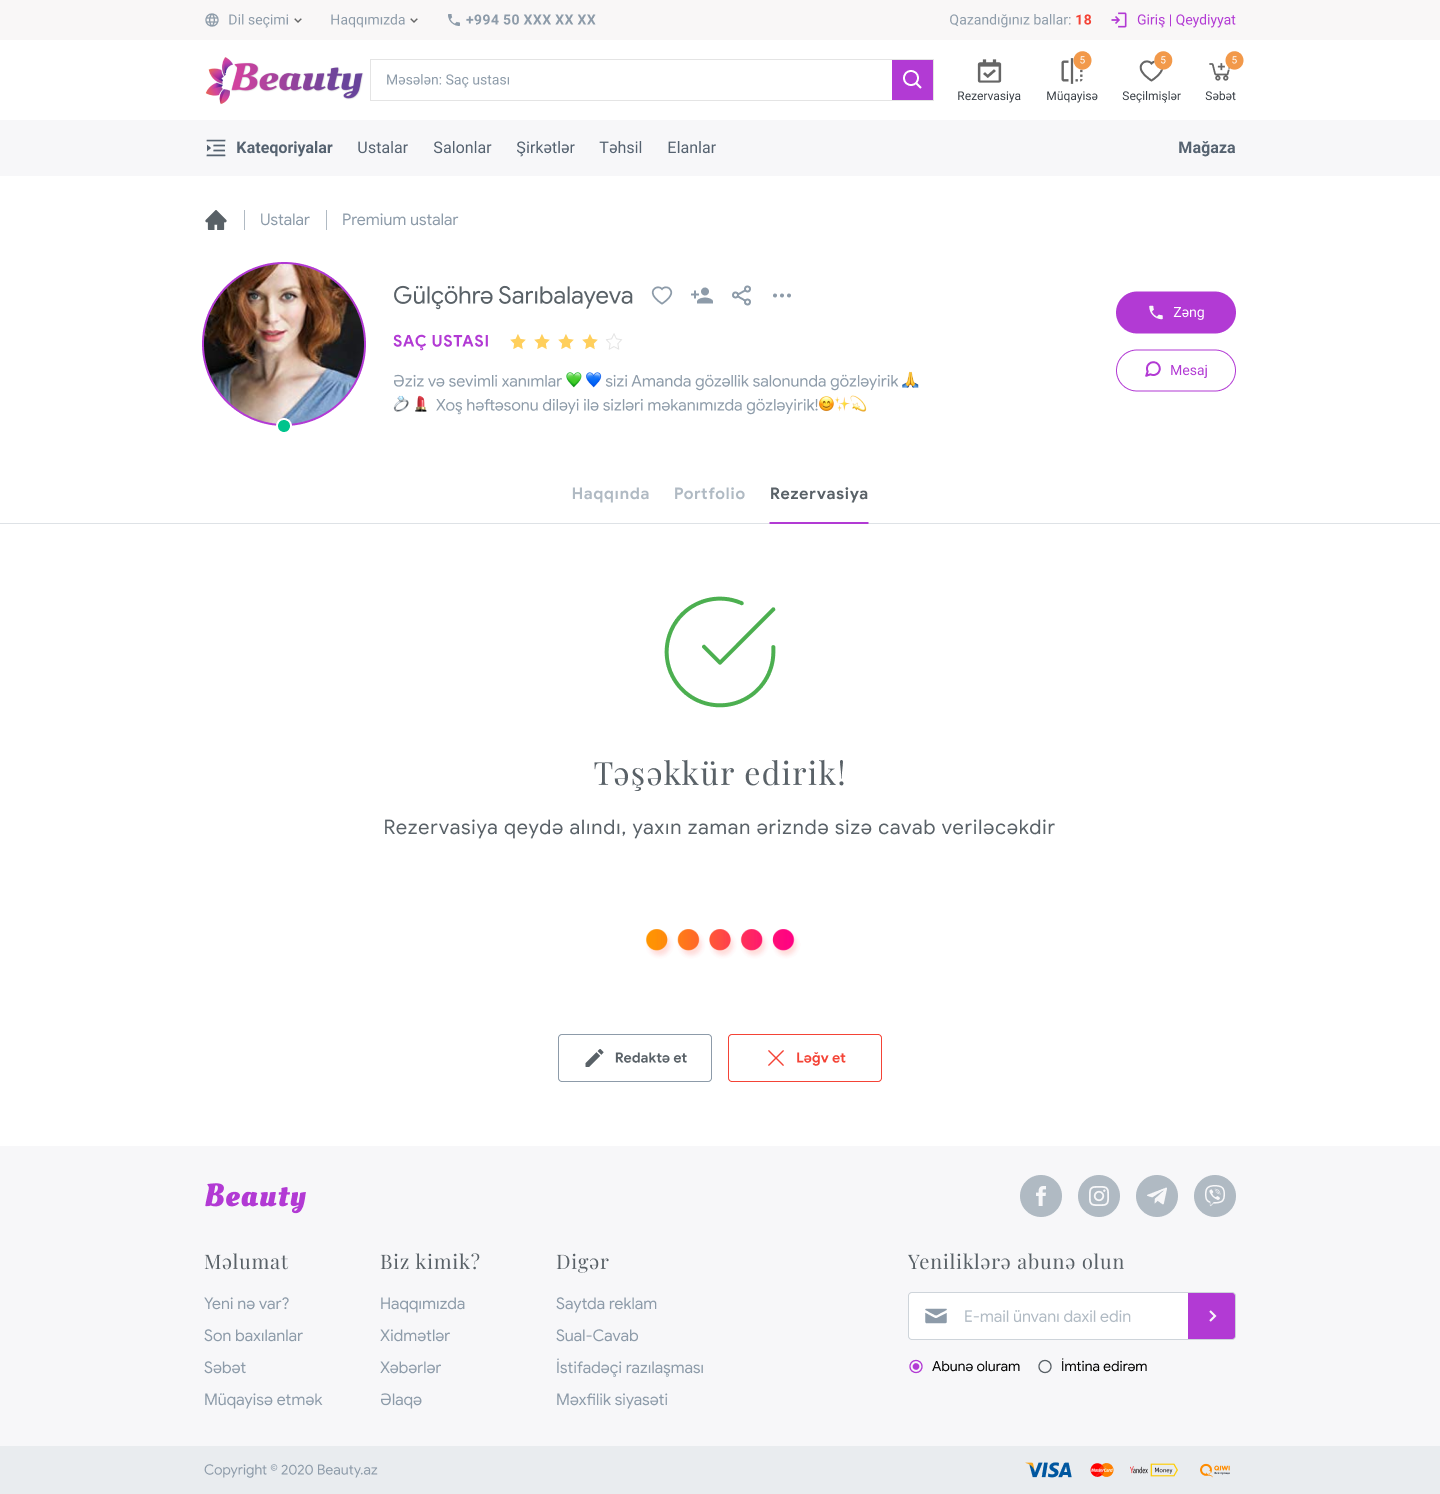 Dil seçimi
Haqqımızda
+994 50 XXX XX XX
Qazandığınız ballar: 18
Giriş | Qeydiyyat
Beauty
Məsələn: Saç ustası
Rezervasiya
5
Müqayisə
5
Seçilmişlər
5
Səbət
Kateqoriyalar
Ustalar
Salonlar
Şirkətlər
Təhsil
Elanlar
Mağaza
Ustalar
Premium ustalar
Gülçöhrə Sarıbalayeva
SAÇ USTASI
Əziz və sevimli xanımlar 💚 💙 sizi Amanda gözəllik salonunda gözləyirik 🙏
💍 💄 Xoş həftəsonu diləyi ilə sizləri məkanımızda gözləyirik!😊✨💫
Zəng
Mesaj
Haqqında
Portfolio
Rezervasiya
Təşəkkür edirik!
Rezervasiya qeydə alındı, yaxın zaman ərizndə sizə cavab veriləcəkdir
Redaktə et
Ləğv et
Beauty
Məlumat
Yeni nə var?
Son baxılanlar
Səbət
Müqayisə etmək
Biz kimik?
Haqqımızda
Xidmətlər
Xəbərlər
Əlaqə
Digər
Saytda reklam
Sual-Cavab
İstifadəçi razılaşması
Məxfilik siyasəti
Yeniliklərə abunə olun
E-mail ünvanı daxil edin
Abunə oluram
İmtina edirəm
Copyright © 2020 Beauty.az
VISA
MasterCard
Yandex Money
QIWI